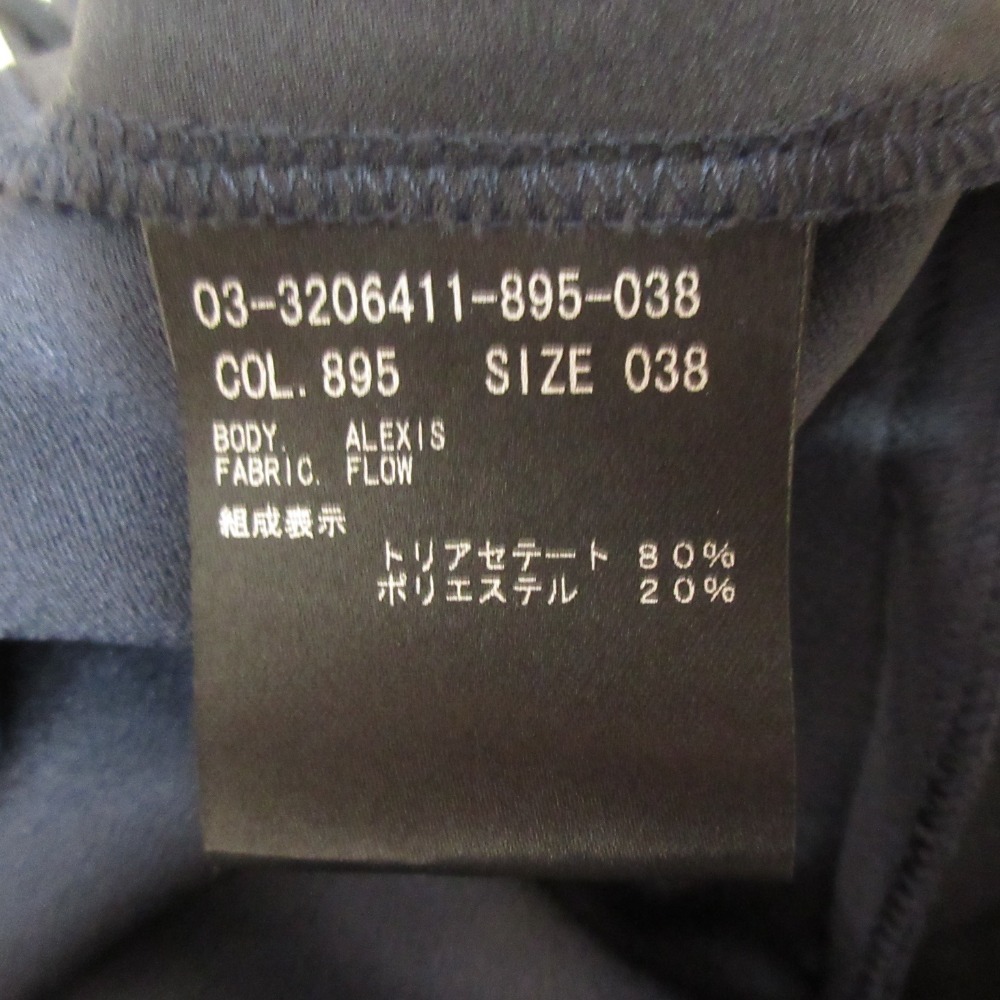 03-3206411-895-038
COL. 895 SIZE 038
BODY. ALEXIS
FABRIC. FLOW
組成表示
トリアセテート 80%
ポリエステル 20%